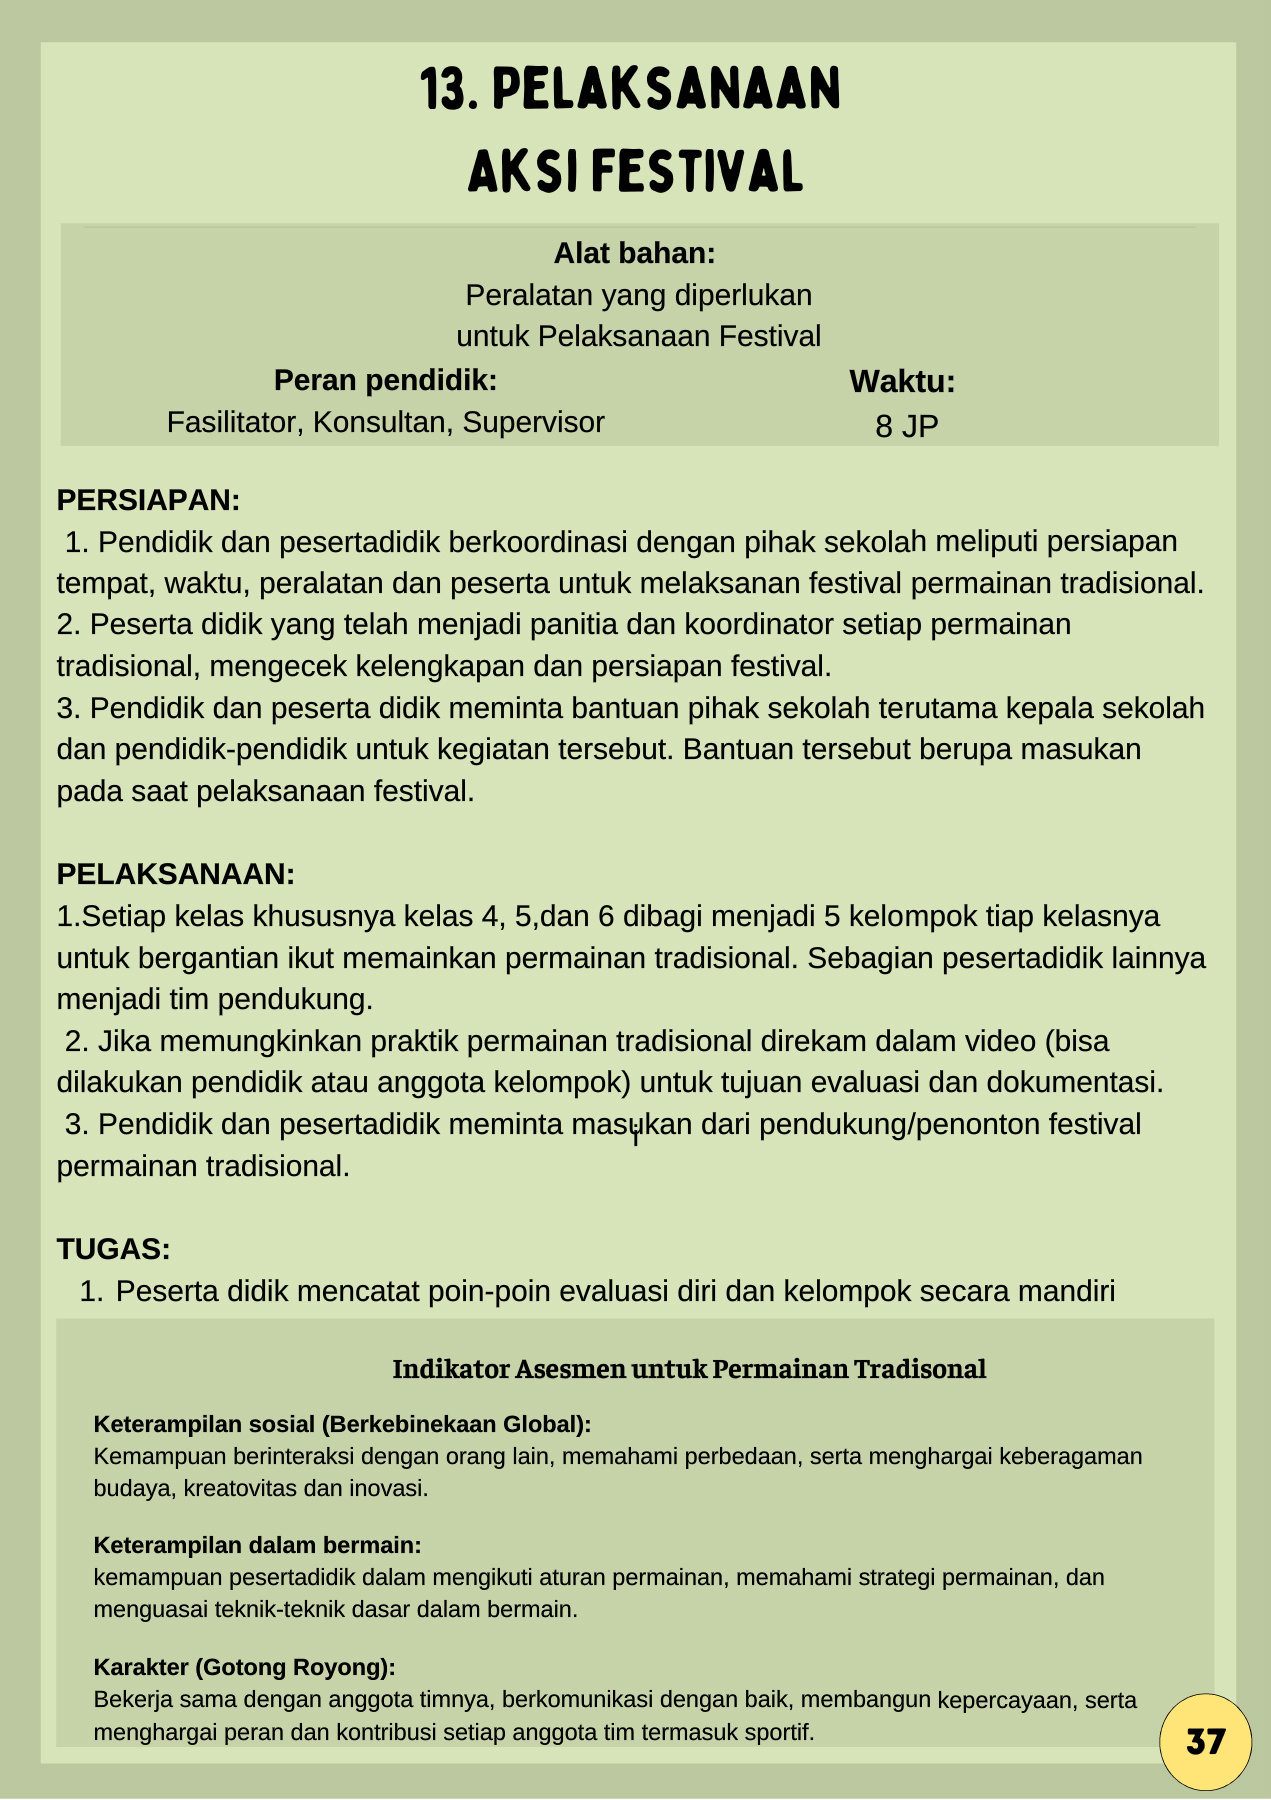 13. PELAKSANAAN
AKSI FESTIVAL
Alat bahan:
Peralatan yang diperlukan
untuk Pelaksanaan Festival
Peran pendidik:
Fasilitator, Konsultan, Supervisor
Waktu:
8 JP
PERSIAPAN:
1. Pendidik dan pesertadidik berkoordinasi dengan pihak sekolah meliputi persiapan
tempat, waktu, peralatan dan peserta untuk melaksanan festival permainan tradisional.
2. Peserta didik yang telah menjadi panitia dan koordinator setiap permainan
tradisional, mengecek kelengkapan dan persiapan festival.
3. Pendidik dan peserta didik meminta bantuan pihak sekolah terutama kepala sekolah
dan pendidik-pendidik untuk kegiatan tersebut. Bantuan tersebut berupa masukan
pada saat pelaksanaan festival.
PELAKSANAAN:
1.Setiap kelas khususnya kelas 4, 5,dan 6 dibagi menjadi 5 kelompok tiap kelasnya
untuk bergantian ikut memainkan permainan tradisional. Sebagian pesertadidik lainnya
menjadi tim pendukung.
2. Jika memungkinkan praktik permainan tradisional direkam dalam video (bisa
dilakukan pendidik atau anggota kelompok) untuk tujuan evaluasi dan dokumentasi.
3. Pendidik dan pesertadidik meminta masukan dari pendukung/penonton festival
permainan tradisional.
TUGAS:
1. Peserta didik mencatat poin-poin evaluasi diri dan kelompok secara mandiri
Indikator Asesmen untuk Permainan Tradisonal
Keterampilan sosial (Berkebinekaan Global):
Kemampuan berinteraksi dengan orang lain, memahami perbedaan, serta menghargai keberagaman
budaya, kreatovitas dan inovasi.
Keterampilan dalam bermain:
kemampuan pesertadidik dalam mengikuti aturan permainan, memahami strategi permainan, dan
menguasai teknik-teknik dasar dalam bermain.
Karakter (Gotong Royong):
Bekerja sama dengan anggota timnya, berkomunikasi dengan baik, membangun kepercayaan, serta
menghargai peran dan kontribusi setiap anggota tim termasuk sportif.
37